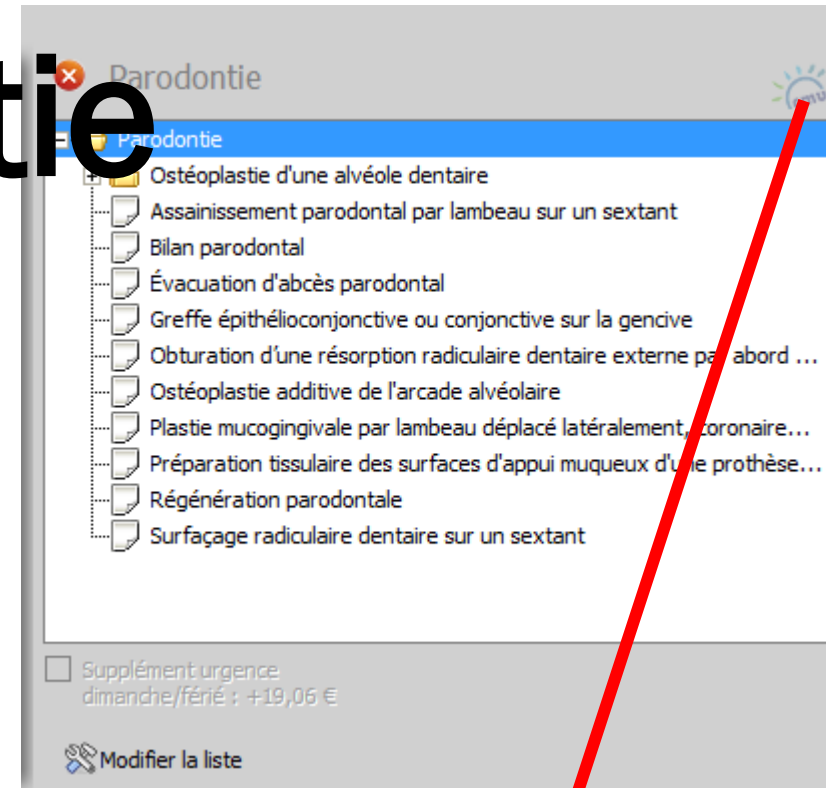 tie
Parodontie
cmu
Parodontie
Ostéoplastie d'une alvéole dentaire
Assainissement parodontal par lambeau sur un sextant
Bilan parodontal
Évacuation d'abcès parodontal
Greffe épithélioconjonctive ou conjonctive sur la gencive
Obturation d’une résorption radiculaire dentaire externe par abord ...
Ostéoplastie additive de l'arcade alvéolaire
Plastie mucogingivale par lambeau déplacé latéralement, coronaire...
Préparation tissulaire des surfaces d'appui muqueux d'une prothèse...
Régénération parodontale
Surfaçage radiculaire dentaire sur un sextant
Supplément urgence
dimanche/férié : +19,06 €
Modifier la liste